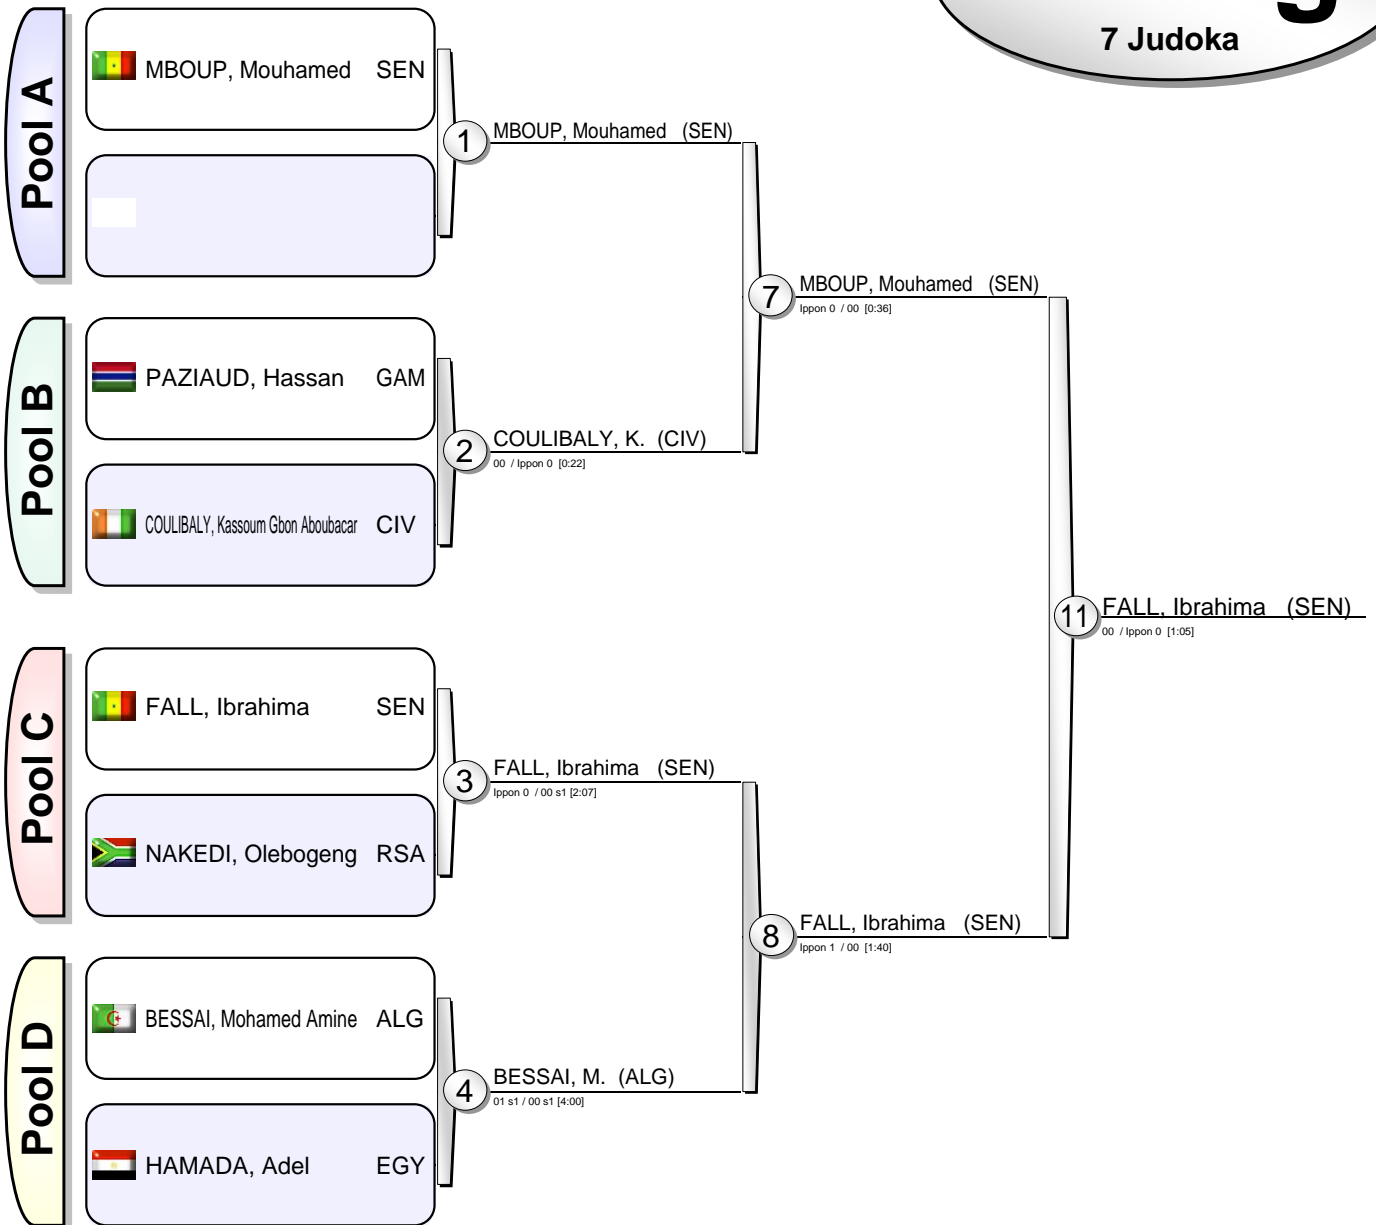 7 Judoka
Pool A
MBOUP, Mouhamed SEN
1
MBOUP, Mouhamed (SEN)
7
MBOUP, Mouhamed (SEN)
Ippon 0 / 00 [0:36]
Pool B
PAZIAUD, Hassan GAM
2
COULIBALY, K. (CIV)
00 / Ippon 0 [0:22]
COULIBALY, Kassoum Gbon Aboubacar CIV
11
FALL, Ibrahima (SEN)
00 / Ippon 0 [1:05]
Pool C
FALL, Ibrahima SEN
3
FALL, Ibrahima (SEN)
Ippon 0 / 00 s1 [2:07]
NAKEDI, Olebogeng RSA
8
FALL, Ibrahima (SEN)
Ippon 1 / 00 [1:40]
Pool D
BESSAI, Mohamed Amine ALG
4
BESSAI, M. (ALG)
01 s1 / 00 s1 [4:00]
HAMADA, Adel EGY